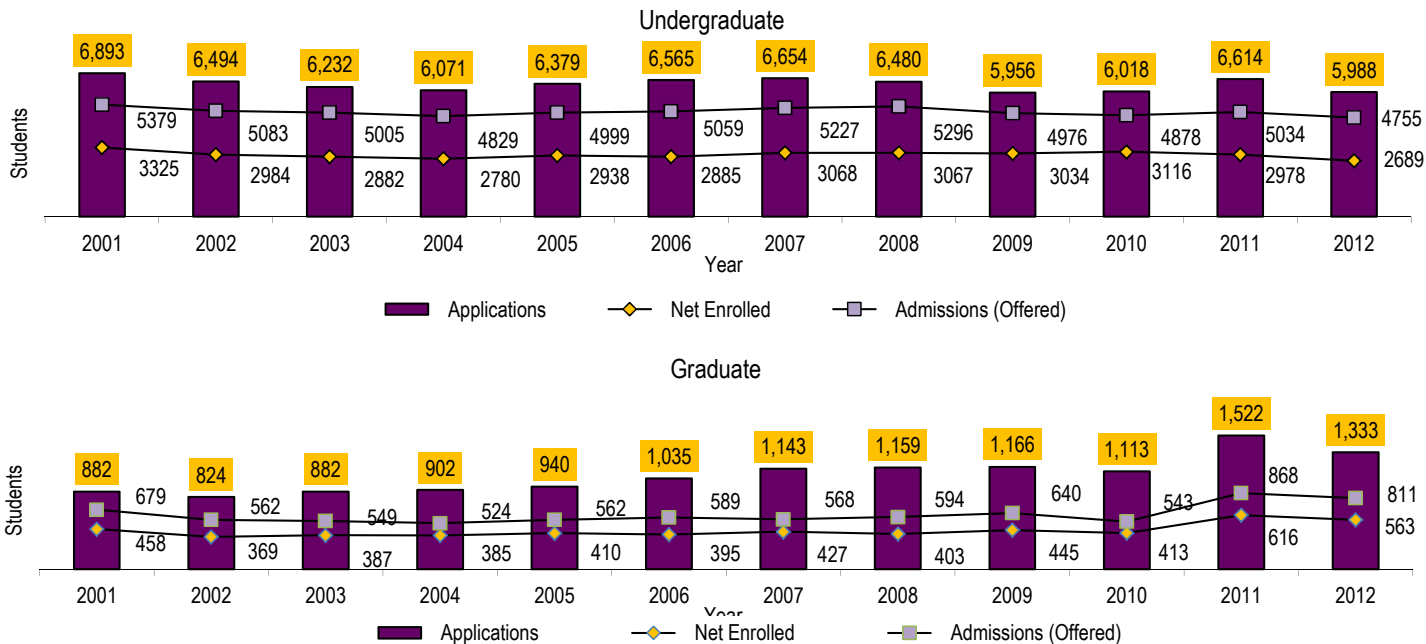 Undergraduate
6,893 6,494 6,232 6,071 6,379 6,565 6,654 6,480 5,956 6,018 6,614 5,988
5379 5083 5005 4829 4999 5059 5227 5296 4976 4878 5034 4755
3325 2984 2882 2780 2938 2885 3068 3067 3034 3116 2978 2689
Students
2001 2002 2003 2004 2005 2006 2007 2008 2009 2010 2011 2012
Year
Applications Net Enrolled Admissions (Offered)
Graduate
882 824 882 902 940 1,035 1,143 1,159 1,166 1,113 1,522 1,333
679 562 549 524 562 589 568 594 640 543 868 811
458 369 387 385 410 395 427 403 445 413 616 563
Students
2001 2002 2003 2004 2005 2006 2007 2008 2009 2010 2011 2012
Year
Applications Net Enrolled Admissions (Offered)